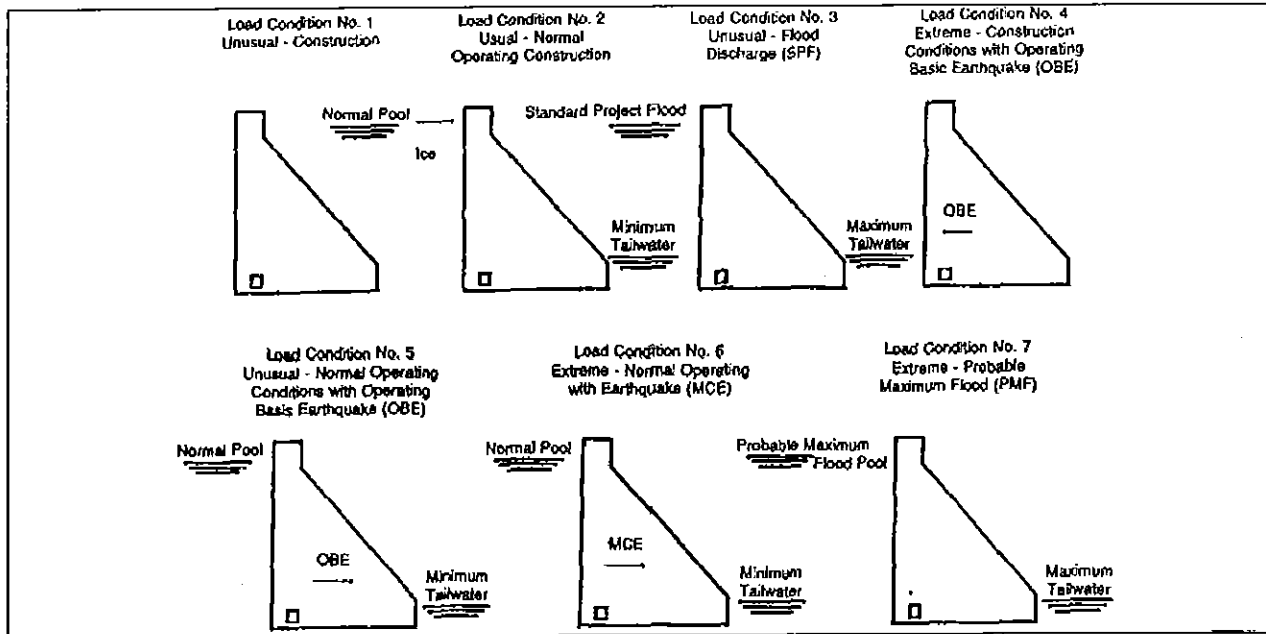 Load Condition No. 1
Unusual - Construction
Load Condition No. 2
Usual - Normal
Operating Construction
Load Condition No. 3
Unusual - Flood
Discharge (SPF)
Load Condition No. 4
Extreme - Construction
Conditions with Operating
Basic Earthquake (OBE)
Normal Pool
Ice
Minimum
Tailwater
Standard Project Flood
Maximum
Tailwater
OBE
Load Condition No. 5
Unusual - Normal Operating
Conditions with Operating
Basis Earthquake (OBE)
Normal Pool
OBE
Minimum
Tailwater
Load Condition No. 6
Extreme - Normal Operating
with Earthquake (MCE)
Normal Pool
MCE
Minimum
Tailwater
Load Condition No. 7
Extreme - Probable
Maximum Flood (PMF)
Probable Maximum
Flood Pool
Maximum
Tailwater